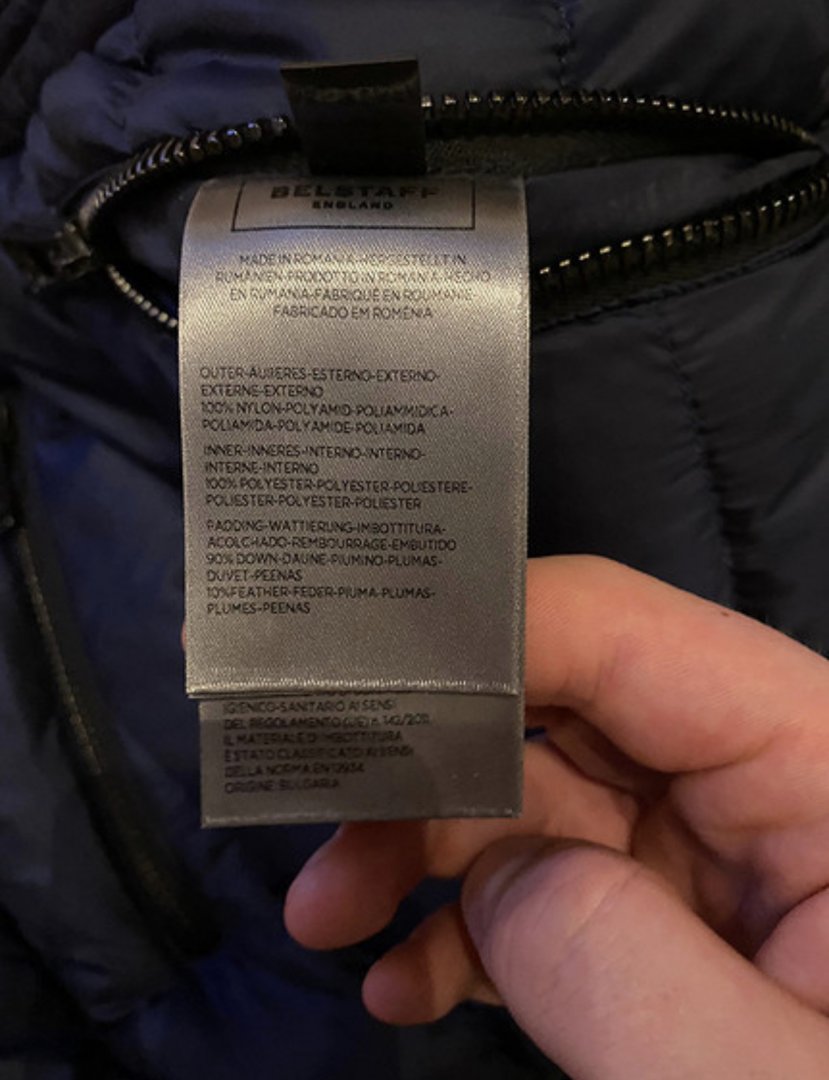 BELSTAFF
ENGLAND
MADE IN ROMANIA-HERGESTELLT IN
RUMÄNIEN-PRODOTTO IN ROMANIA-HECHO
EN RUMANIA-FABRIQUÉ EN ROUMANIE-
FABRICADO EM ROMÉNIA
OUTER-ÄUßERES-ESTERNO-EXTERNO-
EXTERNE-EXTERNO
100% NYLON-POLYAMID-POLIAMMIDICA-
POLIAMIDA-POLYAMIDE-POLIAMIDA
INNER-INNERES-INTERNO-INTERNO-
INTERNE-INTERNO
100% POLYESTER-POLYESTER-POLIESTERE-
POLIESTER-POLYESTER-POLIESTER
PADDING-WATTIERUNG-IMBOTTITURA-
ACOLCHADO-REMBOURRAGE-EMBUTIDO
90% DOWN-DAUNE-PIUMINO-PLUMAS-
DUVET-PEENAS
10%FEATHER-FEDER-PIUMA-PLUMAS-
PLUMES-PEENAS
IGIENICO-SANITARIO AI SENSI
DEL REGOLAMENTO (UE) n. 142/2011.
IL MATERIALE D'IMBOTTITURA
È STATO CLASSIFICATO AI SENSI
DELLA NORMA EN12934
ORIGINE: BULGARIA